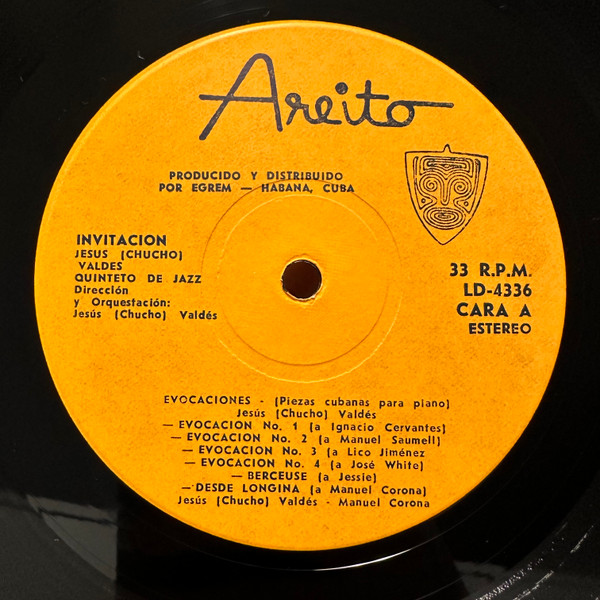 Areito
PRODUCIDO Y DISTRIBUIDO
POR EGREM — HABANA, CUBA
INVITACION
JESUS (CHUCHO)
VALDES
QUINTETO DE JAZZ
Dirección
y Orquestación:
Jesús (Chucho) Valdés
33 R.P.M.
LD-4336
CARA A
ESTEREO
EVOCACIONES - (Piezas cubanas para piano)
Jesús (Chucho) Valdés
— EVOCACION No. 1 (a Ignacio Cervantes)
— EVOCACION No. 2 (a Manuel Saumell)
— EVOCACION No. 3 (a Lico Jiménez
— EVOCACION No. 4 (a José White)
— BERCEUSE (a Jessie)
— DESDE LONGINA (a Manuel Corona)
Jesús (Chucho) Valdés - Manuel Corona